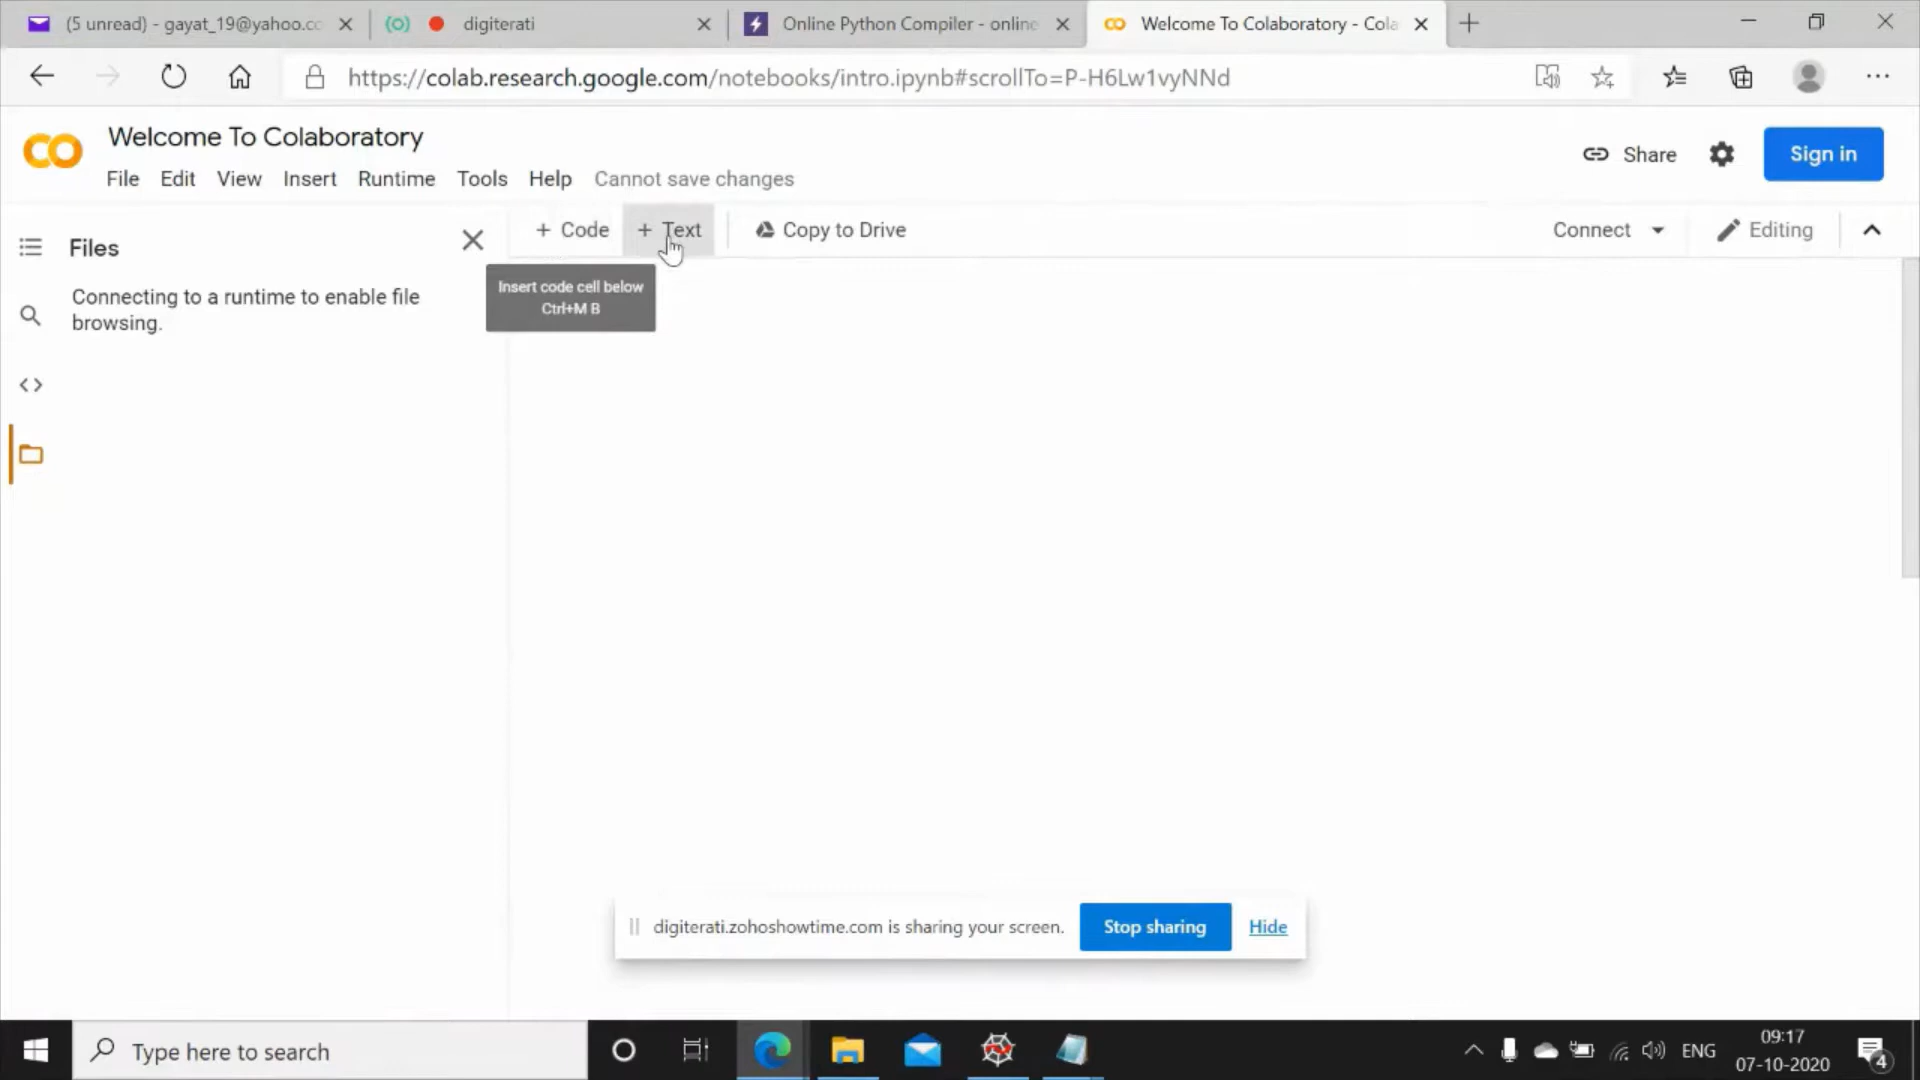 (5 unread) - gayat_19@yahoo.co
digiterati
Online Python Compiler - online
Welcome To Colaboratory - Cola
https://colab.research.google.com/notebooks/intro.ipynb#scrollTo=P-H6Lw1vyNNd
Welcome To Colaboratory
Share
Sign in
File Edit View Insert Runtime Tools Help Cannot save changes
Files
+ Code + Text Copy to Drive
Connect
Editing
Connecting to a runtime to enable file
browsing.
Insert code cell below
Ctrl+M B
digiterati.zohoshowtime.com is sharing your screen.
Stop sharing
Hide
Type here to search
ENG
09:17
07-10-2020
4